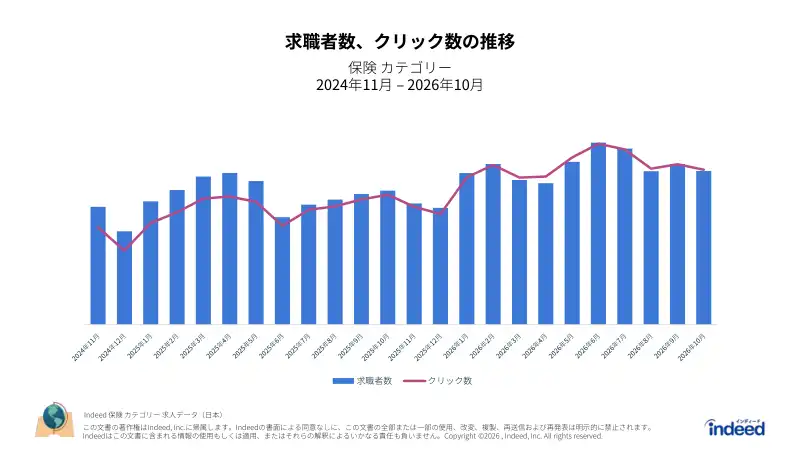 求職者数、クリック数の推移
保険 カテゴリー
2024年11月 – 2026年10月
2024年11月
2024年12月
2025年1月
2025年2月
2025年3月
2025年4月
2025年5月
2025年6月
2025年7月
2025年8月
2025年9月
2025年10月
2025年11月
2025年12月
2026年1月
2026年2月
2026年3月
2026年4月
2026年5月
2026年6月
2026年7月
2026年8月
2026年9月
2026年10月
求職者数
クリック数
Indeed 保険 カテゴリー 求人データ（日本）
この文書の著作権はIndeed, Inc.に帰属します。Indeedの書面による同意なしに、この文書の全部または一部の使用、改変、複製、再送信および再発表は明示的に禁止されます。
Indeedはこの文書に含まれる情報の使用もしくは適用、またはそれらの解釈によるいかなる責任も負いません。Copyright ©2026 , Indeed, Inc. All rights reserved.
インディード
indeed